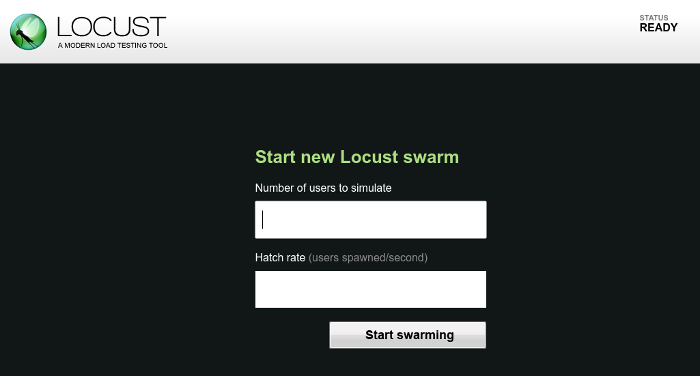 LOCUST
A MODERN LOAD TESTING TOOL
STATUS
READY
Start new Locust swarm
Number of users to simulate
Hatch rate (users spawned/second)
Start swarming